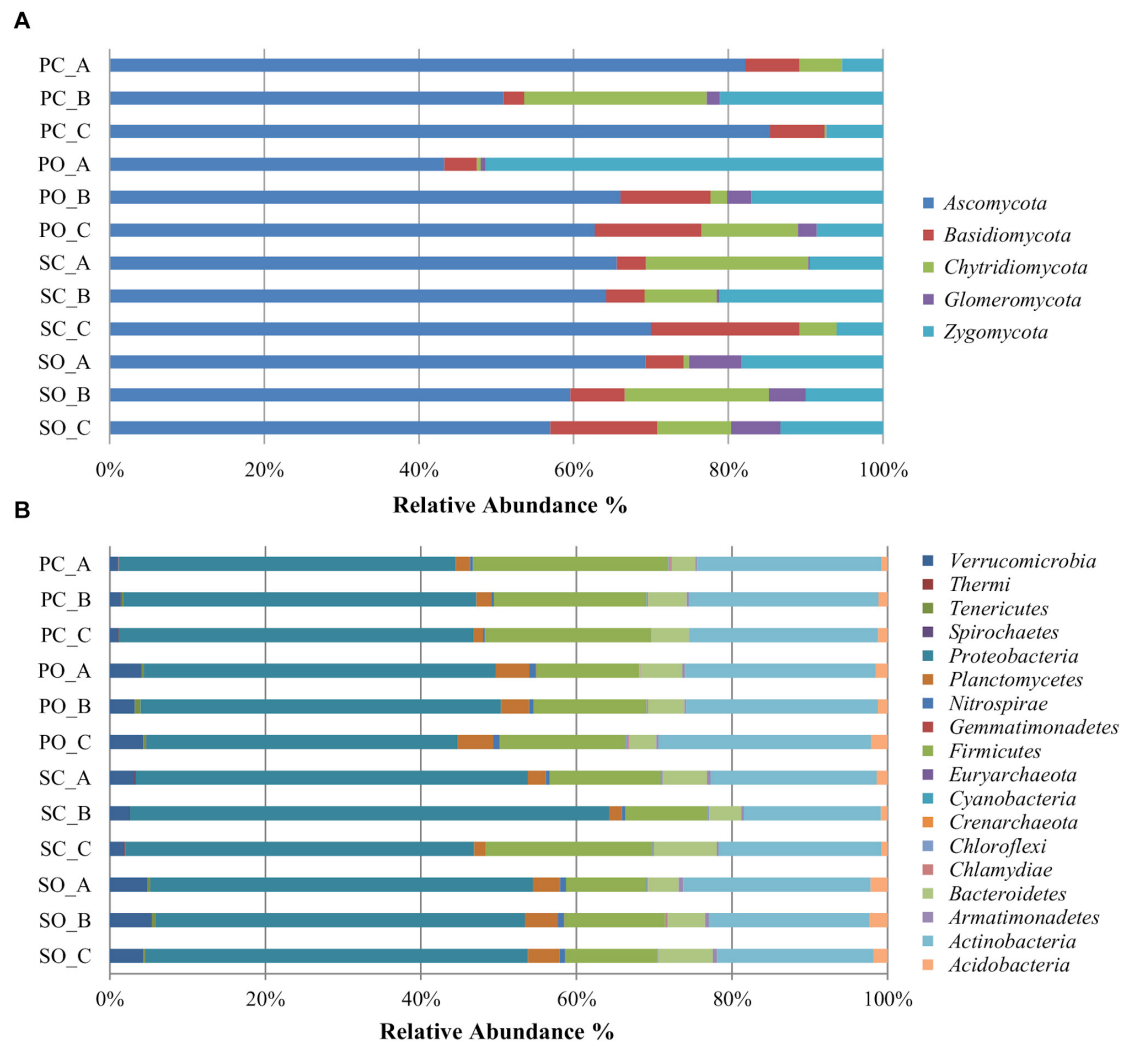 A
PC_A
PC_B
PC_C
PO_A
PO_B
PO_C
SC_A
SC_B
SC_C
SO_A
SO_B
SO_C
0% 20% 40% 60% 80% 100%
Relative Abundance %
Ascomycota
Basidiomycota
Chytridiomycota
Glomeromycota
Zygomycota
B
PC_A
PC_B
PC_C
PO_A
PO_B
PO_C
SC_A
SC_B
SC_C
SO_A
SO_B
SO_C
0% 20% 40% 60% 80% 100%
Relative Abundance %
Verrucomicrobia
Thermi
Tenericutes
Spirochaetes
Proteobacteria
Planctomycetes
Nitrospirae
Gemmatimonadetes
Firmicutes
Euryarchaeota
Cyanobacteria
Crenarchaeota
Chloroflexi
Chlamydiae
Bacteroidetes
Armatimonadetes
Actinobacteria
Acidobacteria